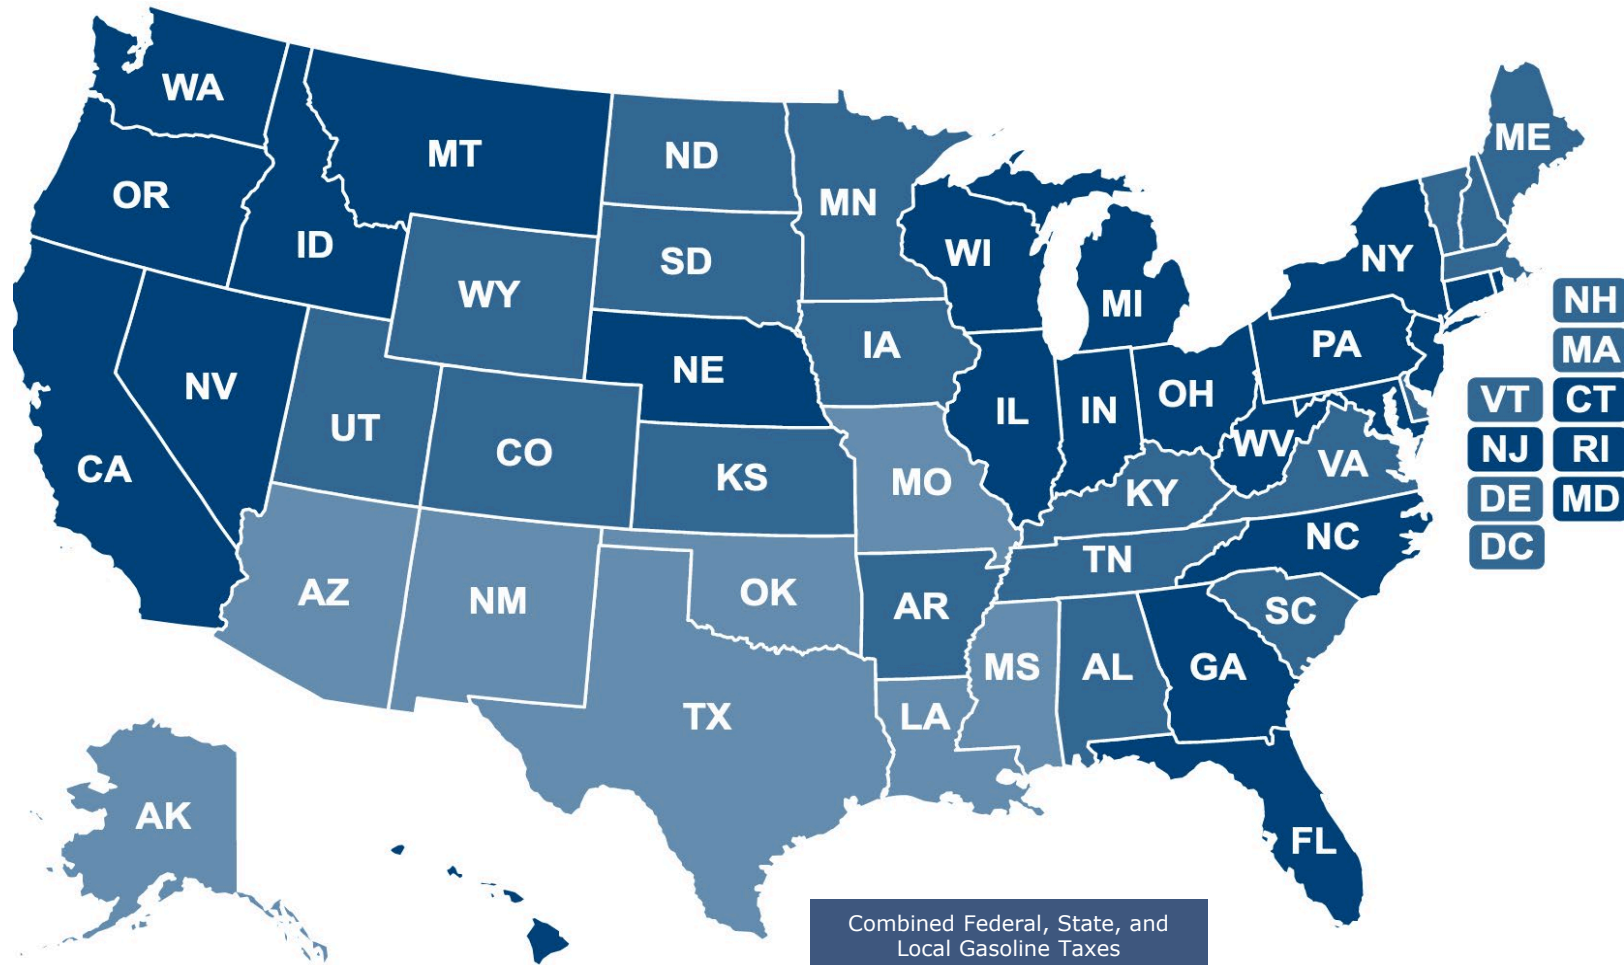 WA
MT
ND
ME
OR
MN
ID
SD
WI
NY
WY
MI
NH
IA
PA
MA
NE
NV
OH
VT
CT
IL
IN
UT
CO
WV
NJ
RI
CA
KS
MO
KY
VA
DE
MD
NC
DC
TN
AZ
NM
OK
AR
SC
MS
AL
GA
TX
LA
AK
FL
Combined Federal, State, and
Local Gasoline Taxes